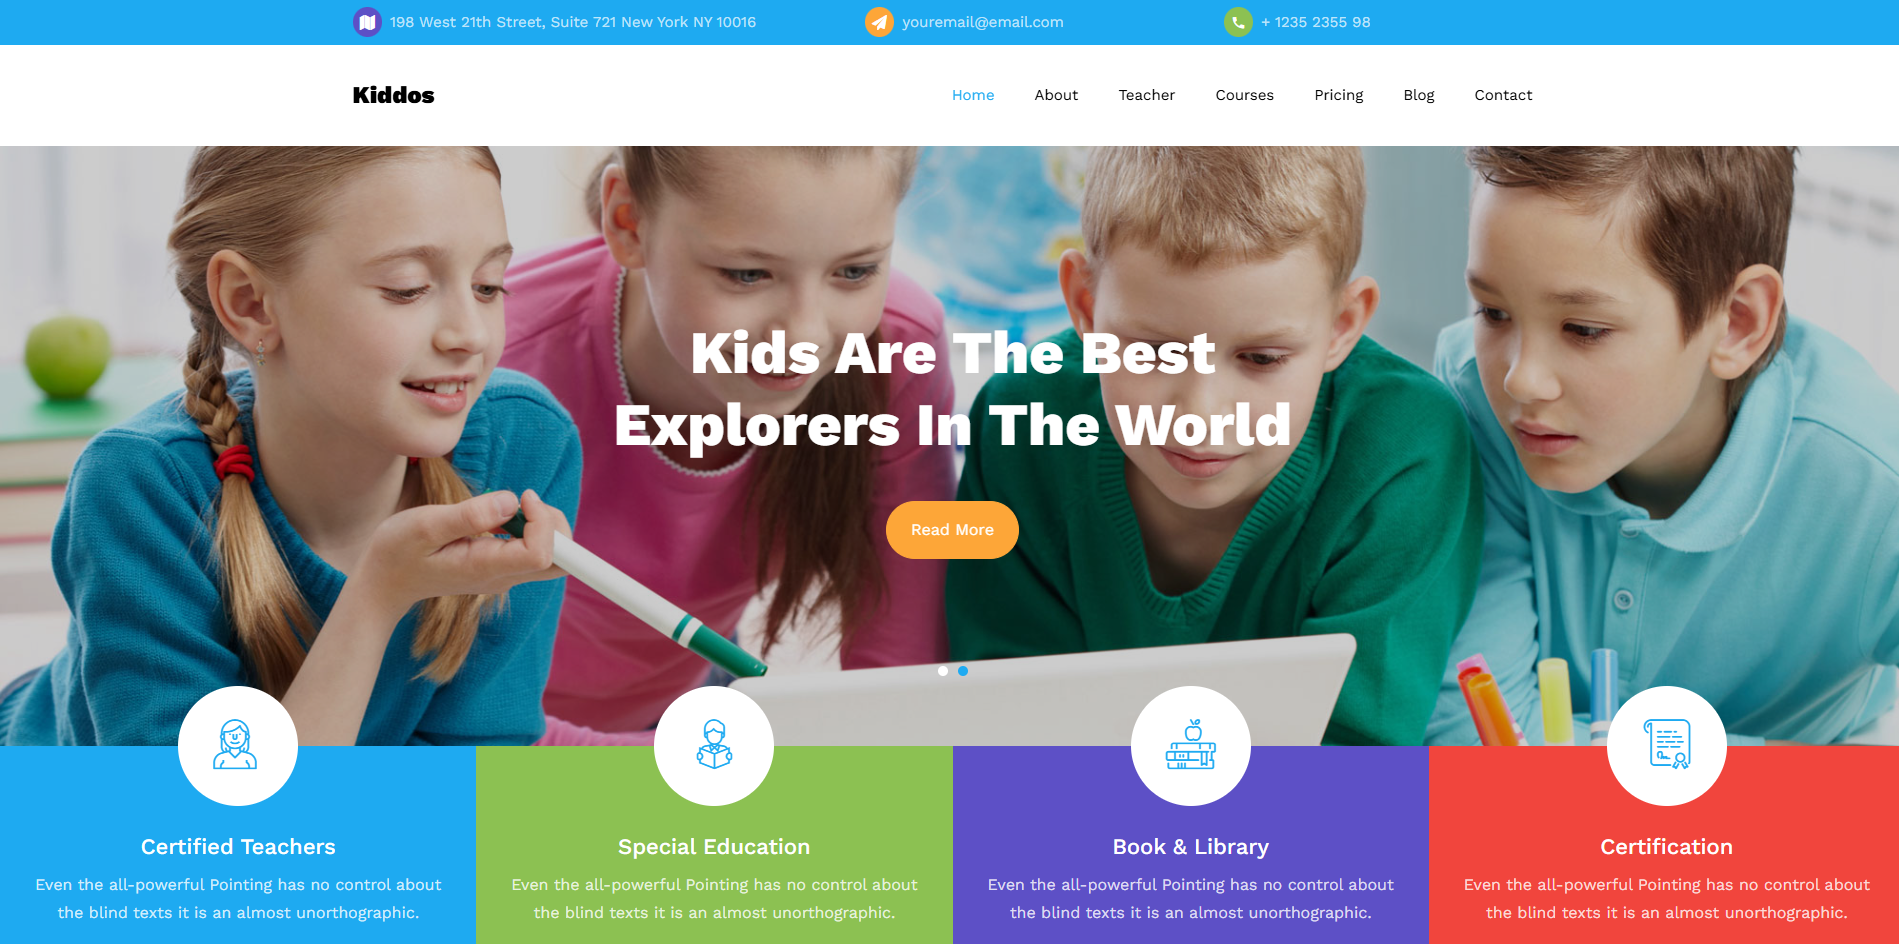 198 West 21th Street, Suite 721 New York NY 10016
youremail@email.com
+ 1235 2355 98
Kiddos
Home
About
Teacher
Courses
Pricing
Blog
Contact
Kids Are The Best
Explorers In The World
Read More
Certified Teachers
Even the all-powerful Pointing has no control about
the blind texts it is an almost unorthographic.
Special Education
Even the all-powerful Pointing has no control about
the blind texts it is an almost unorthographic.
Book & Library
Even the all-powerful Pointing has no control about
the blind texts it is an almost unorthographic.
Certification
Even the all-powerful Pointing has no control about
the blind texts it is an almost unorthographic.